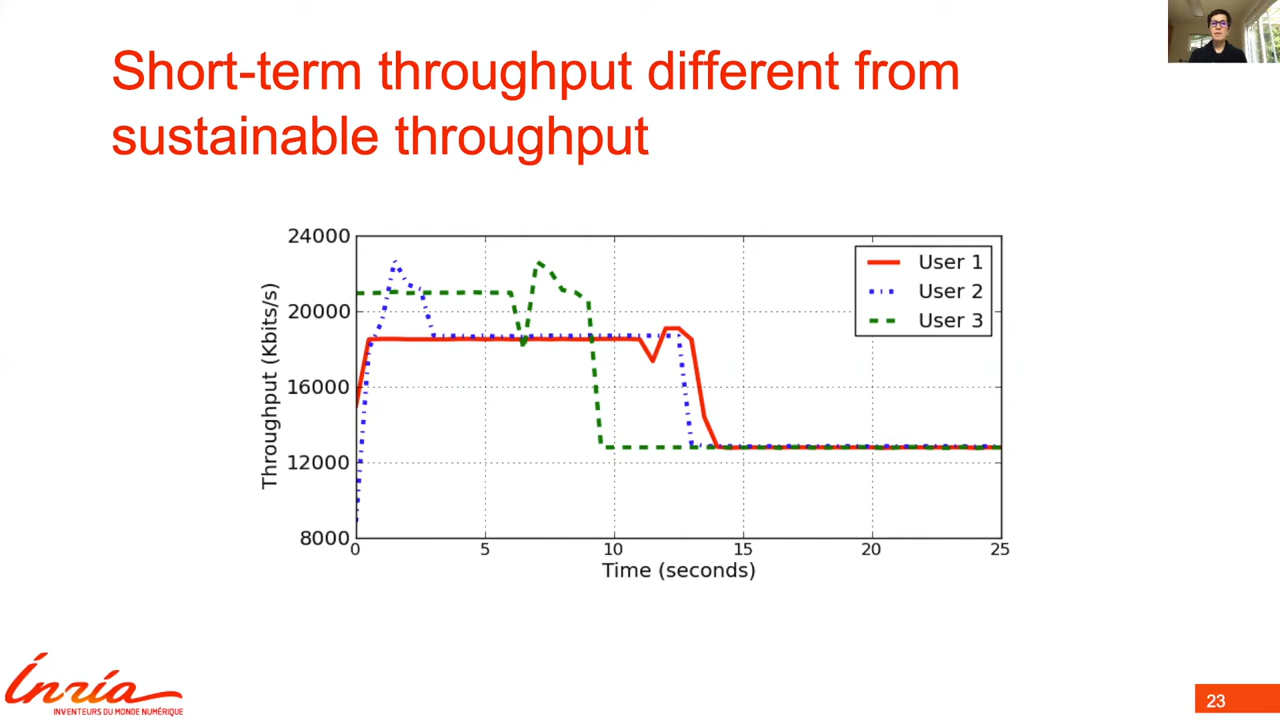 Short-term throughput different from
sustainable throughput
24000
20000
16000
12000
8000
Throughput (Kbits/s)
User 1
User 2
User 3
0 5 10 15 20 25
Time (seconds)
Inria
INVENTEURS DU MONDE NUMÉRIQUE
23